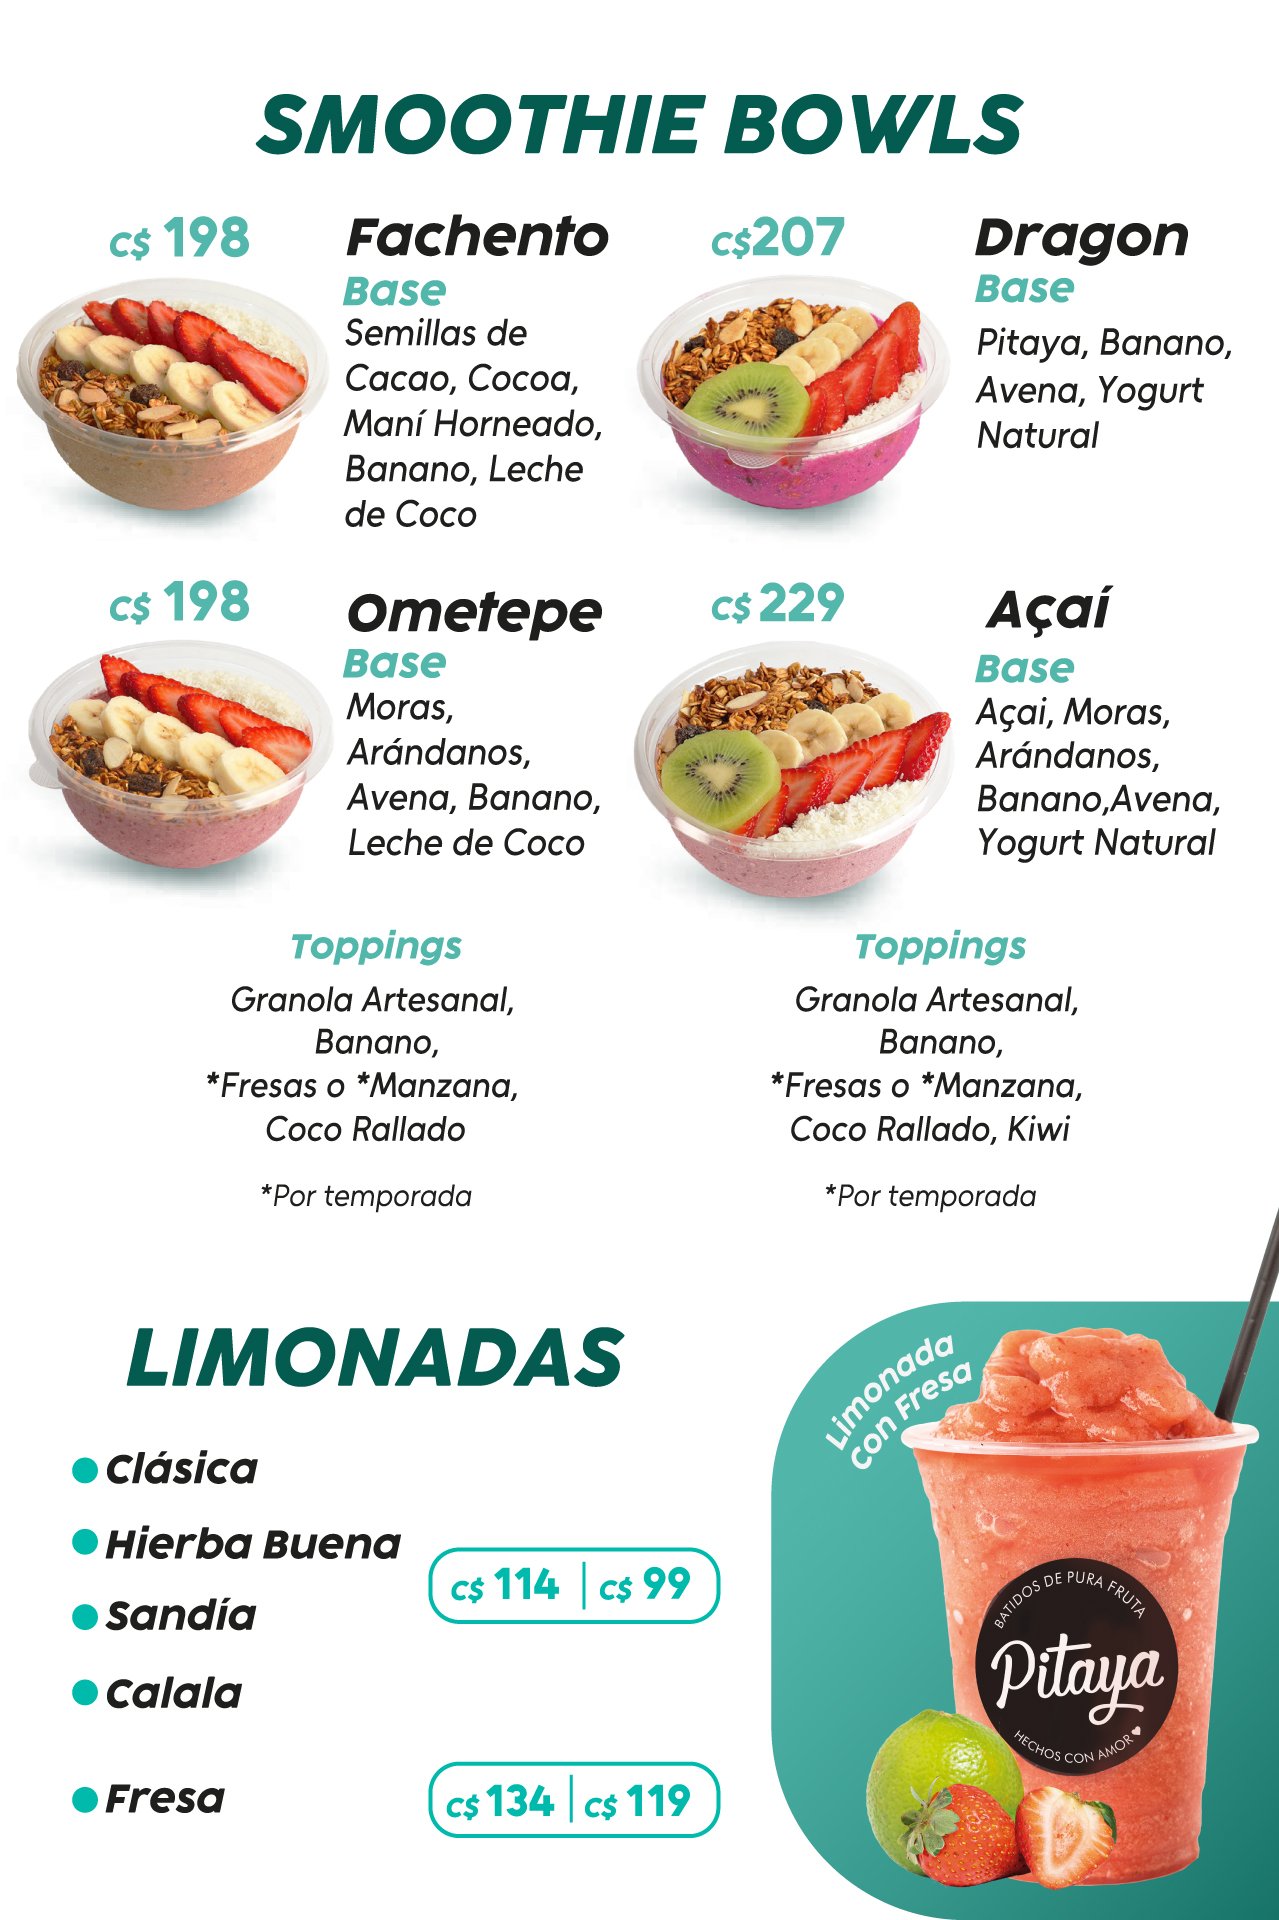 SMOOTHIE BOWLS
C$ 198
Fachento
Base
Semillas de
Cacao, Cocoa,
Maní Horneado,
Banano, Leche
de Coco
C$207
Dragon
Base
Pitaya, Banano,
Avena, Yogurt
Natural
C$ 198
Ometepe
Base
Moras,
Arándanos,
Avena, Banano,
Leche de Coco
C$ 229
Açaí
Base
Açai, Moras,
Arándanos,
Banano,Avena,
Yogurt Natural
Toppings
Granola Artesanal,
Banano,
*Fresas o *Manzana,
Coco Rallado
*Por temporada
Toppings
Granola Artesanal,
Banano,
*Fresas o *Manzana,
Coco Rallado, Kiwi
*Por temporada
LIMONADAS
Clásica
Hierba Buena
Sandía
Calala
C$ 114 | C$ 99
Fresa
C$ 134 | C$ 119
Limonada
con Fresa
BATIDOS DE PURA FRUTA
Pitaya
HECHOS CON AMOR